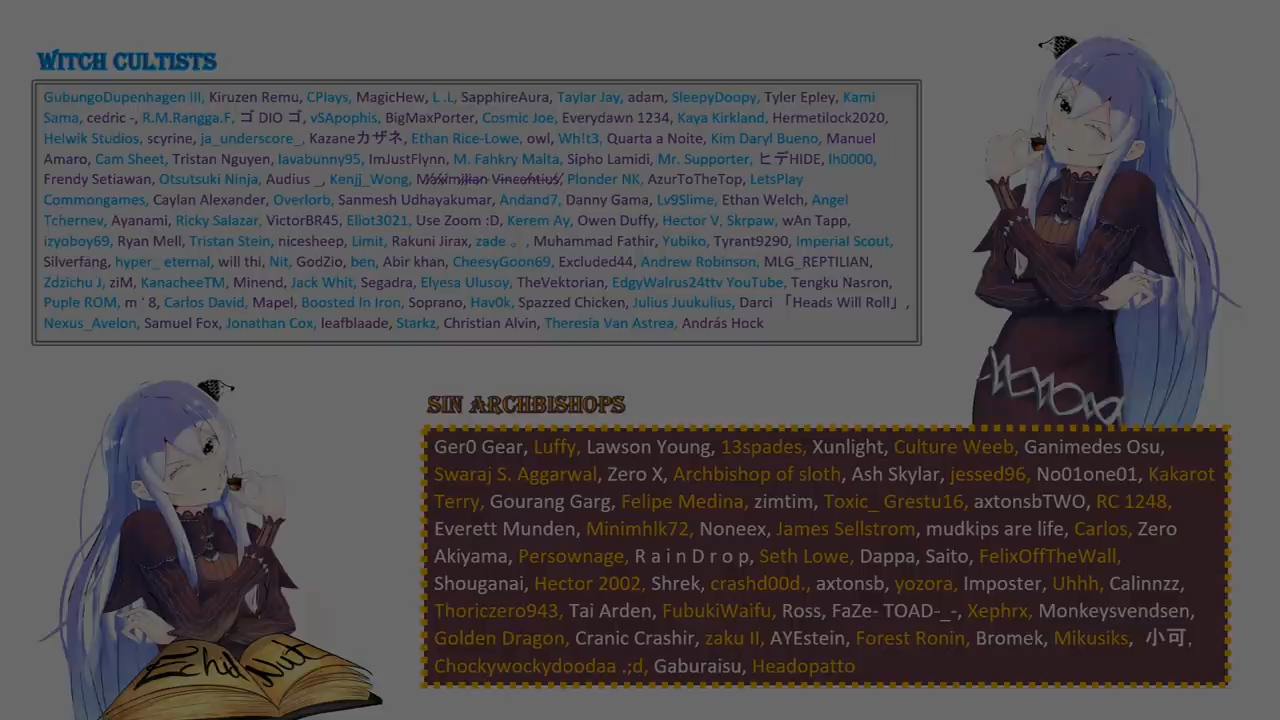 WITCH CULTISTS
GubungoDupenhagen III, Kiruzen Remu, CPlays, MagicHew, L .L, SapphireAura, Taylar Jay, adam, SleepyDoopy, Tyler Epley, Kami
Sama, cedric -, R.M.Rangga.F, ゴ DIO ゴ, vSApophis, BigMaxPorter, Cosmic Joe, Everydawn 1234, Kaya Kirkland, Hermetilock2020,
Helwik Studios, scyrine, ja_underscore_, Kazaneカザネ, Ethan Rice-Lowe, owl, Wh!t3, Quarta a Noite, Kim Daryl Bueno, Manuel
Amaro, Cam Sheet, Tristan Nguyen, lavabunny95, ImJustFlynn, M. Fahkry Malta, Sipho Lamidi, Mr. Supporter, ヒデHIDE, lh0000,
Frendy Setiawan, Otsutsuki Ninja, Audius _, Kenjj_Wong, M̷a̷x̷i̷m̷i̷l̷i̷a̷n̷ V̷i̷n̷c̷e̷n̷t̷i̷u̷s̷, Plonder NK, AzurToTheTop, LetsPlay
Commongames, Caylan Alexander, Overlorb, Sanmesh Udhayakumar, Andand7, Danny Gama, Lv9Slime, Ethan Welch, Angel
Tchernev, Ayanami, Ricky Salazar, VictorBR45, Eliot3021, Use Zoom :D, Kerem Ay, Owen Duffy, Hector V, Skrpaw, wAn Tapp,
izyoboy69, Ryan Mell, Tristan Stein, nicesheep, Limit, Rakuni Jirax, zade 。, Muhammad Fathir, Yubiko, Tyrant9290, Imperial Scout,
Silverfang, hyper_ eternal, will thi, Nit, GodZio, ben, Abir khan, CheesyGoon69, Excluded44, Andrew Robinson, MLG_REPTILIAN,
Zdzichu J, ziM, KanacheeTM, Minend, Jack Whit, Segadra, Elyesa Ulusoy, TheVektorian, EdgyWalrus24ttv YouTube, Tengku Nasron,
Puple ROM, m ' 8, Carlos David, Mapel, Boosted In Iron, Soprano, Hav0k, Spazzed Chicken, Julius Juukulius, Darci 「Heads Will Roll」,
Nexus_Avelon, Samuel Fox, Jonathan Cox, leafblaade, Starkz, Christian Alvin, Theresia Van Astrea, András Hock
SIN ARCHBISHOPS
Ger0 Gear, Luffy, Lawson Young, 13spades, Xunlight, Culture Weeb, Ganimedes Osu,
Swaraj S. Aggarwal, Zero X, Archbishop of sloth, Ash Skylar, jessed96, No01one01, Kakarot
Terry, Gourang Garg, Felipe Medina, zimtim, Toxic_ Grestu16, axtonsbTWO, RC 1248,
Everett Munden, Minimhlk72, Noneex, James Sellstrom, mudkips are life, Carlos, Zero
Akiyama, Persownage, R a i n D r o p, Seth Lowe, Dappa, Saito, FelixOffTheWall,
Shouganai, Hector 2002, Shrek, crashd00d., axtonsb, yozora, Imposter, Uhhh, Calinnzz,
Thoriczero943, Tai Arden, FubukiWaifu, Ross, FaZe- TOAD-_-, Xephrx, Monkeysvendsen,
Golden Dragon, Cranic Crashir, zaku II, AYEstein, Forest Ronin, Bromek, Mikusiks, 小可,
Chockywockydoodaa .;d, Gaburaisu, Headopatto
Echid Nuit